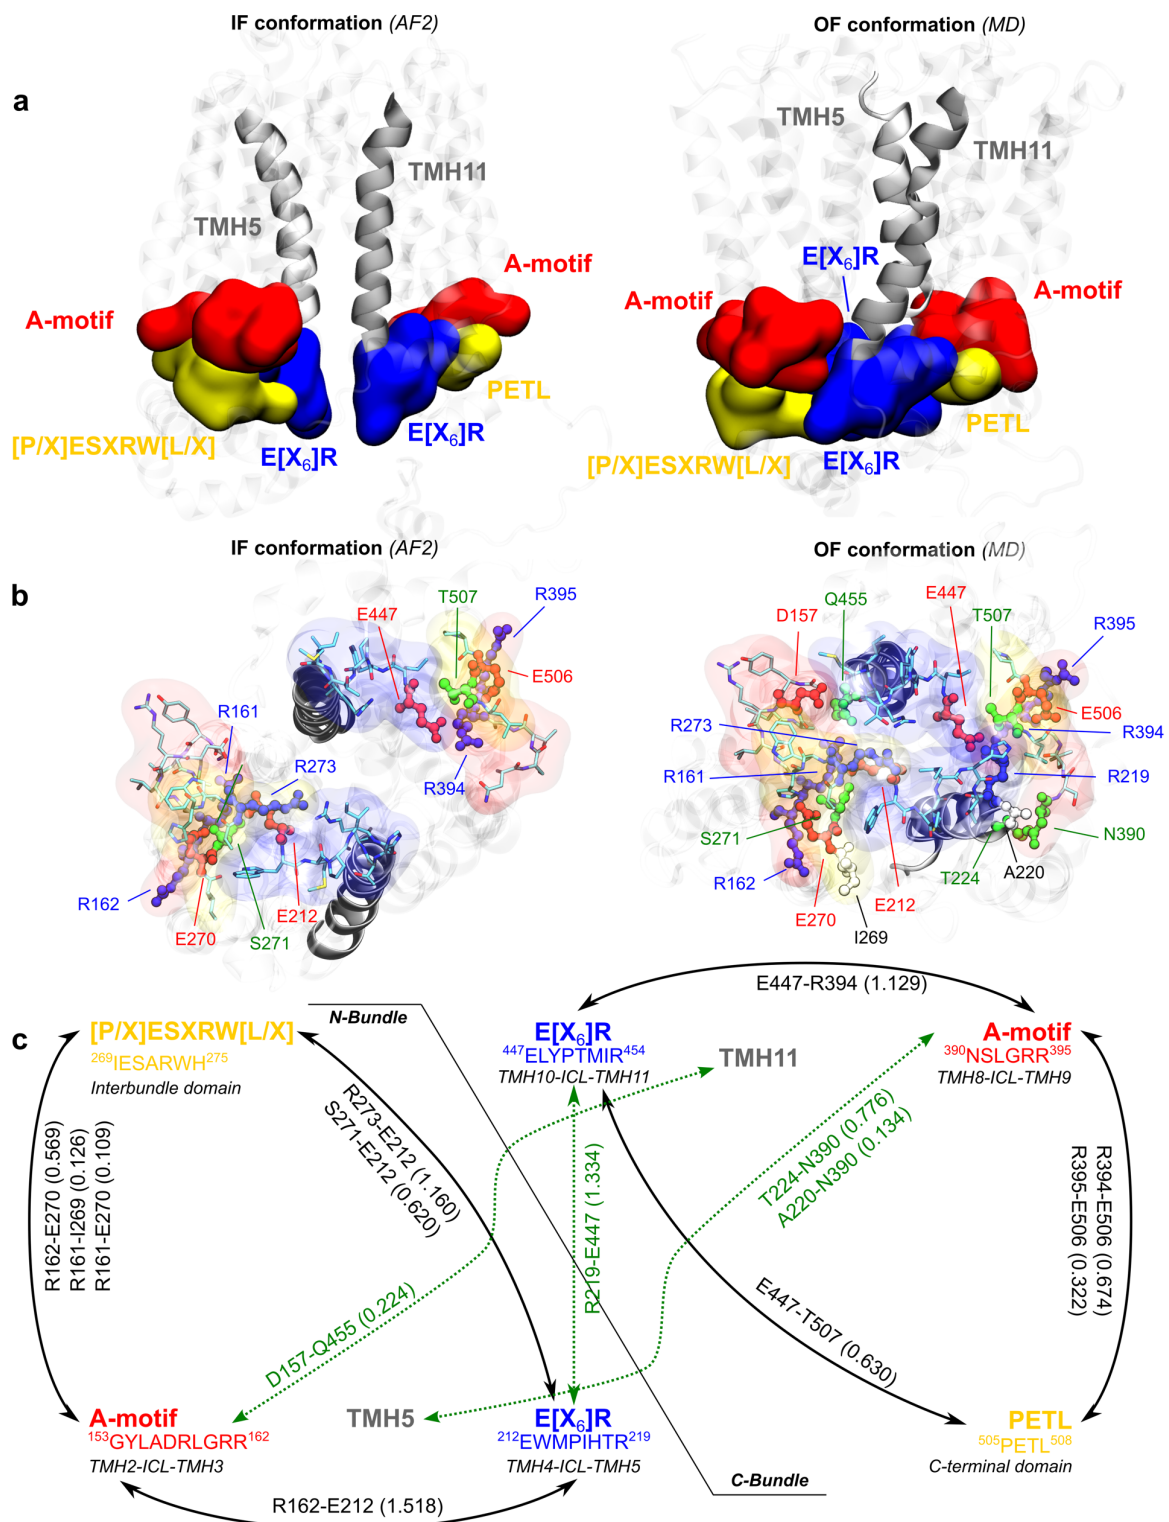 IF conformation (AF2)
OF conformation (MD)
a
TMH5
TMH11
A-motif
A-motif
[P/X]ESXRW[L/X]
E[X₆]R
E[X₆]R
PETL
TMH5
TMH11
E[X₆]R
A-motif
A-motif
PETL
[P/X]ESXRW[L/X]
E[X₆]R
IF conformation (AF2)
OF conformation (MD)
b
T507
R395
E447
E506
R161
R273
R394
R162
E212
E270
S271
Q455
E447
D157
T507
R395
R273
E506
R394
R161
R219
S271
N390
R162
T224
A220
E270
E212
I269
c
N-Bundle
E447-R394 (1.129)
[P/X]ESXRW[L/X]
²⁶⁹IESARWH²⁷⁵
Interbundle domain
E[X₆]R
⁴⁴⁷ELYPTMIR⁴⁵⁴
TMH10-ICL-TMH11
TMH11
A-motif
³⁹⁰NSLGRR³⁹⁵
TMH8-ICL-TMH9
R162-E270 (0.569)
R161-I269 (0.126)
R161-E270 (0.109)
R273-E212 (1.160)
S271-E212 (0.620)
R219-E447 (1.334)
T224-N390 (0.776)
A220-N390 (0.134)
R394-E506 (0.674)
R395-E506 (0.322)
D157-Q455 (0.224)
E447-T507 (0.630)
A-motif
¹⁵³GYLADRLGRR¹⁶²
TMH2-ICL-TMH3
TMH5
E[X₆]R
²¹²EWMPIHTR²¹⁹
TMH4-ICL-TMH5
PETL
⁵⁰⁵PETL⁵⁰⁸
C-terminal domain
C-Bundle
R162-E212 (1.518)